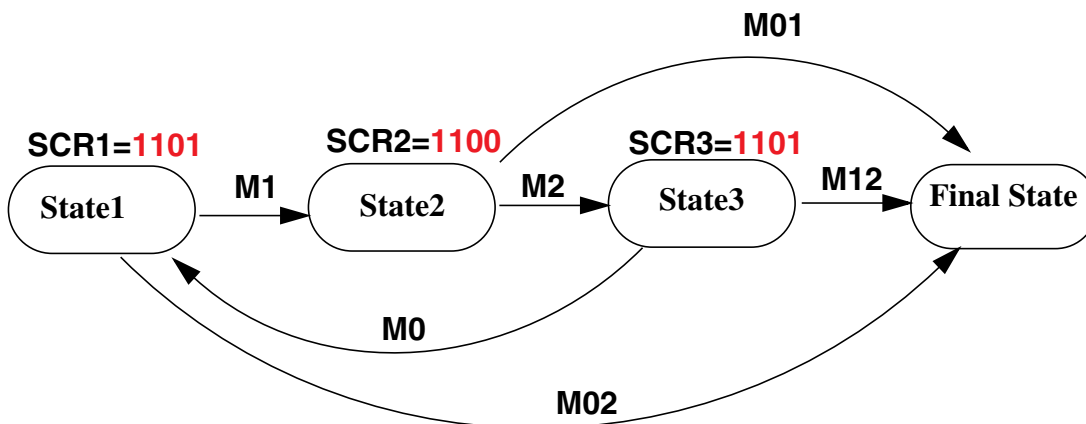 M01
SCR1=1101
SCR2=1100
SCR3=1101
State1
M1
State2
M2
State3
M12
Final State
M0
M02